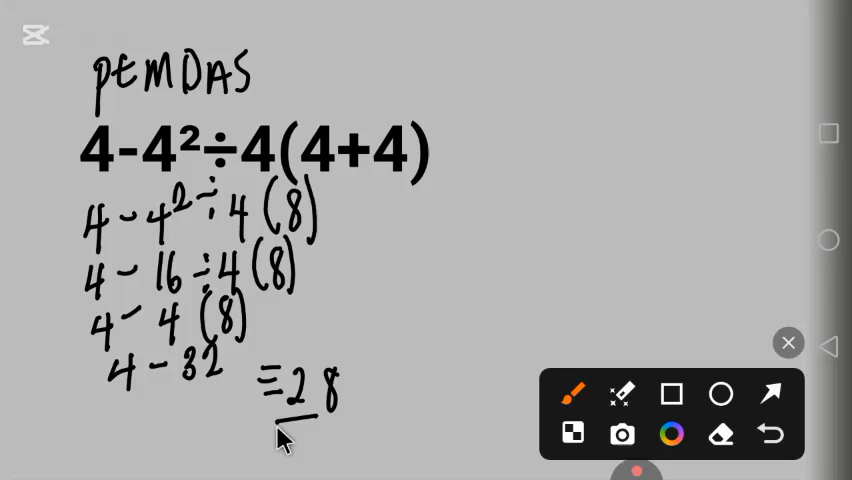 PEMDAS
4-4²÷4(4+4)
4 - 4² ÷ 4 (8)
4 - 16 ÷ 4 (8)
4 - 4 (8)
4 - 32 = -28